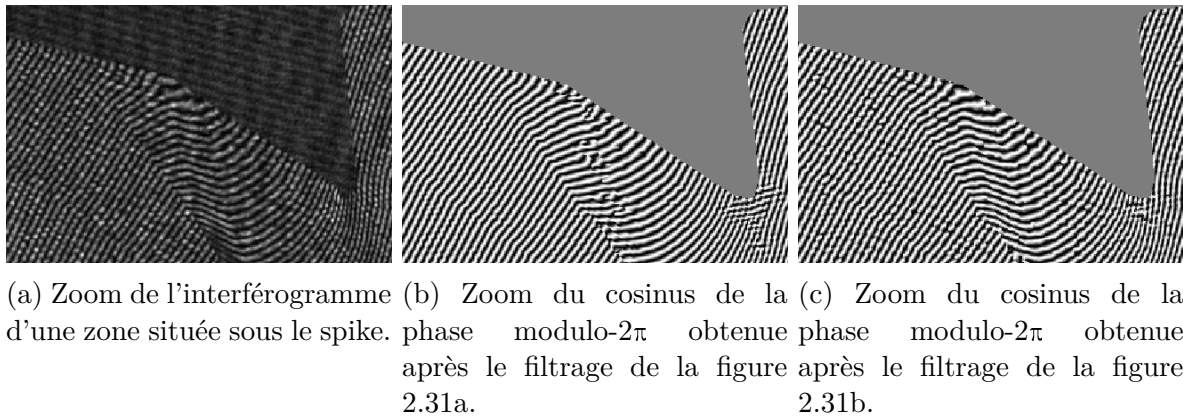 (a) Zoom de l'interférogramme
d'une zone située sous le spike.
(b) Zoom du cosinus de la
phase modulo-2π obtenue
après le filtrage de la figure
2.31a.
(c) Zoom du cosinus de la
phase modulo-2π obtenue
après le filtrage de la figure
2.31b.